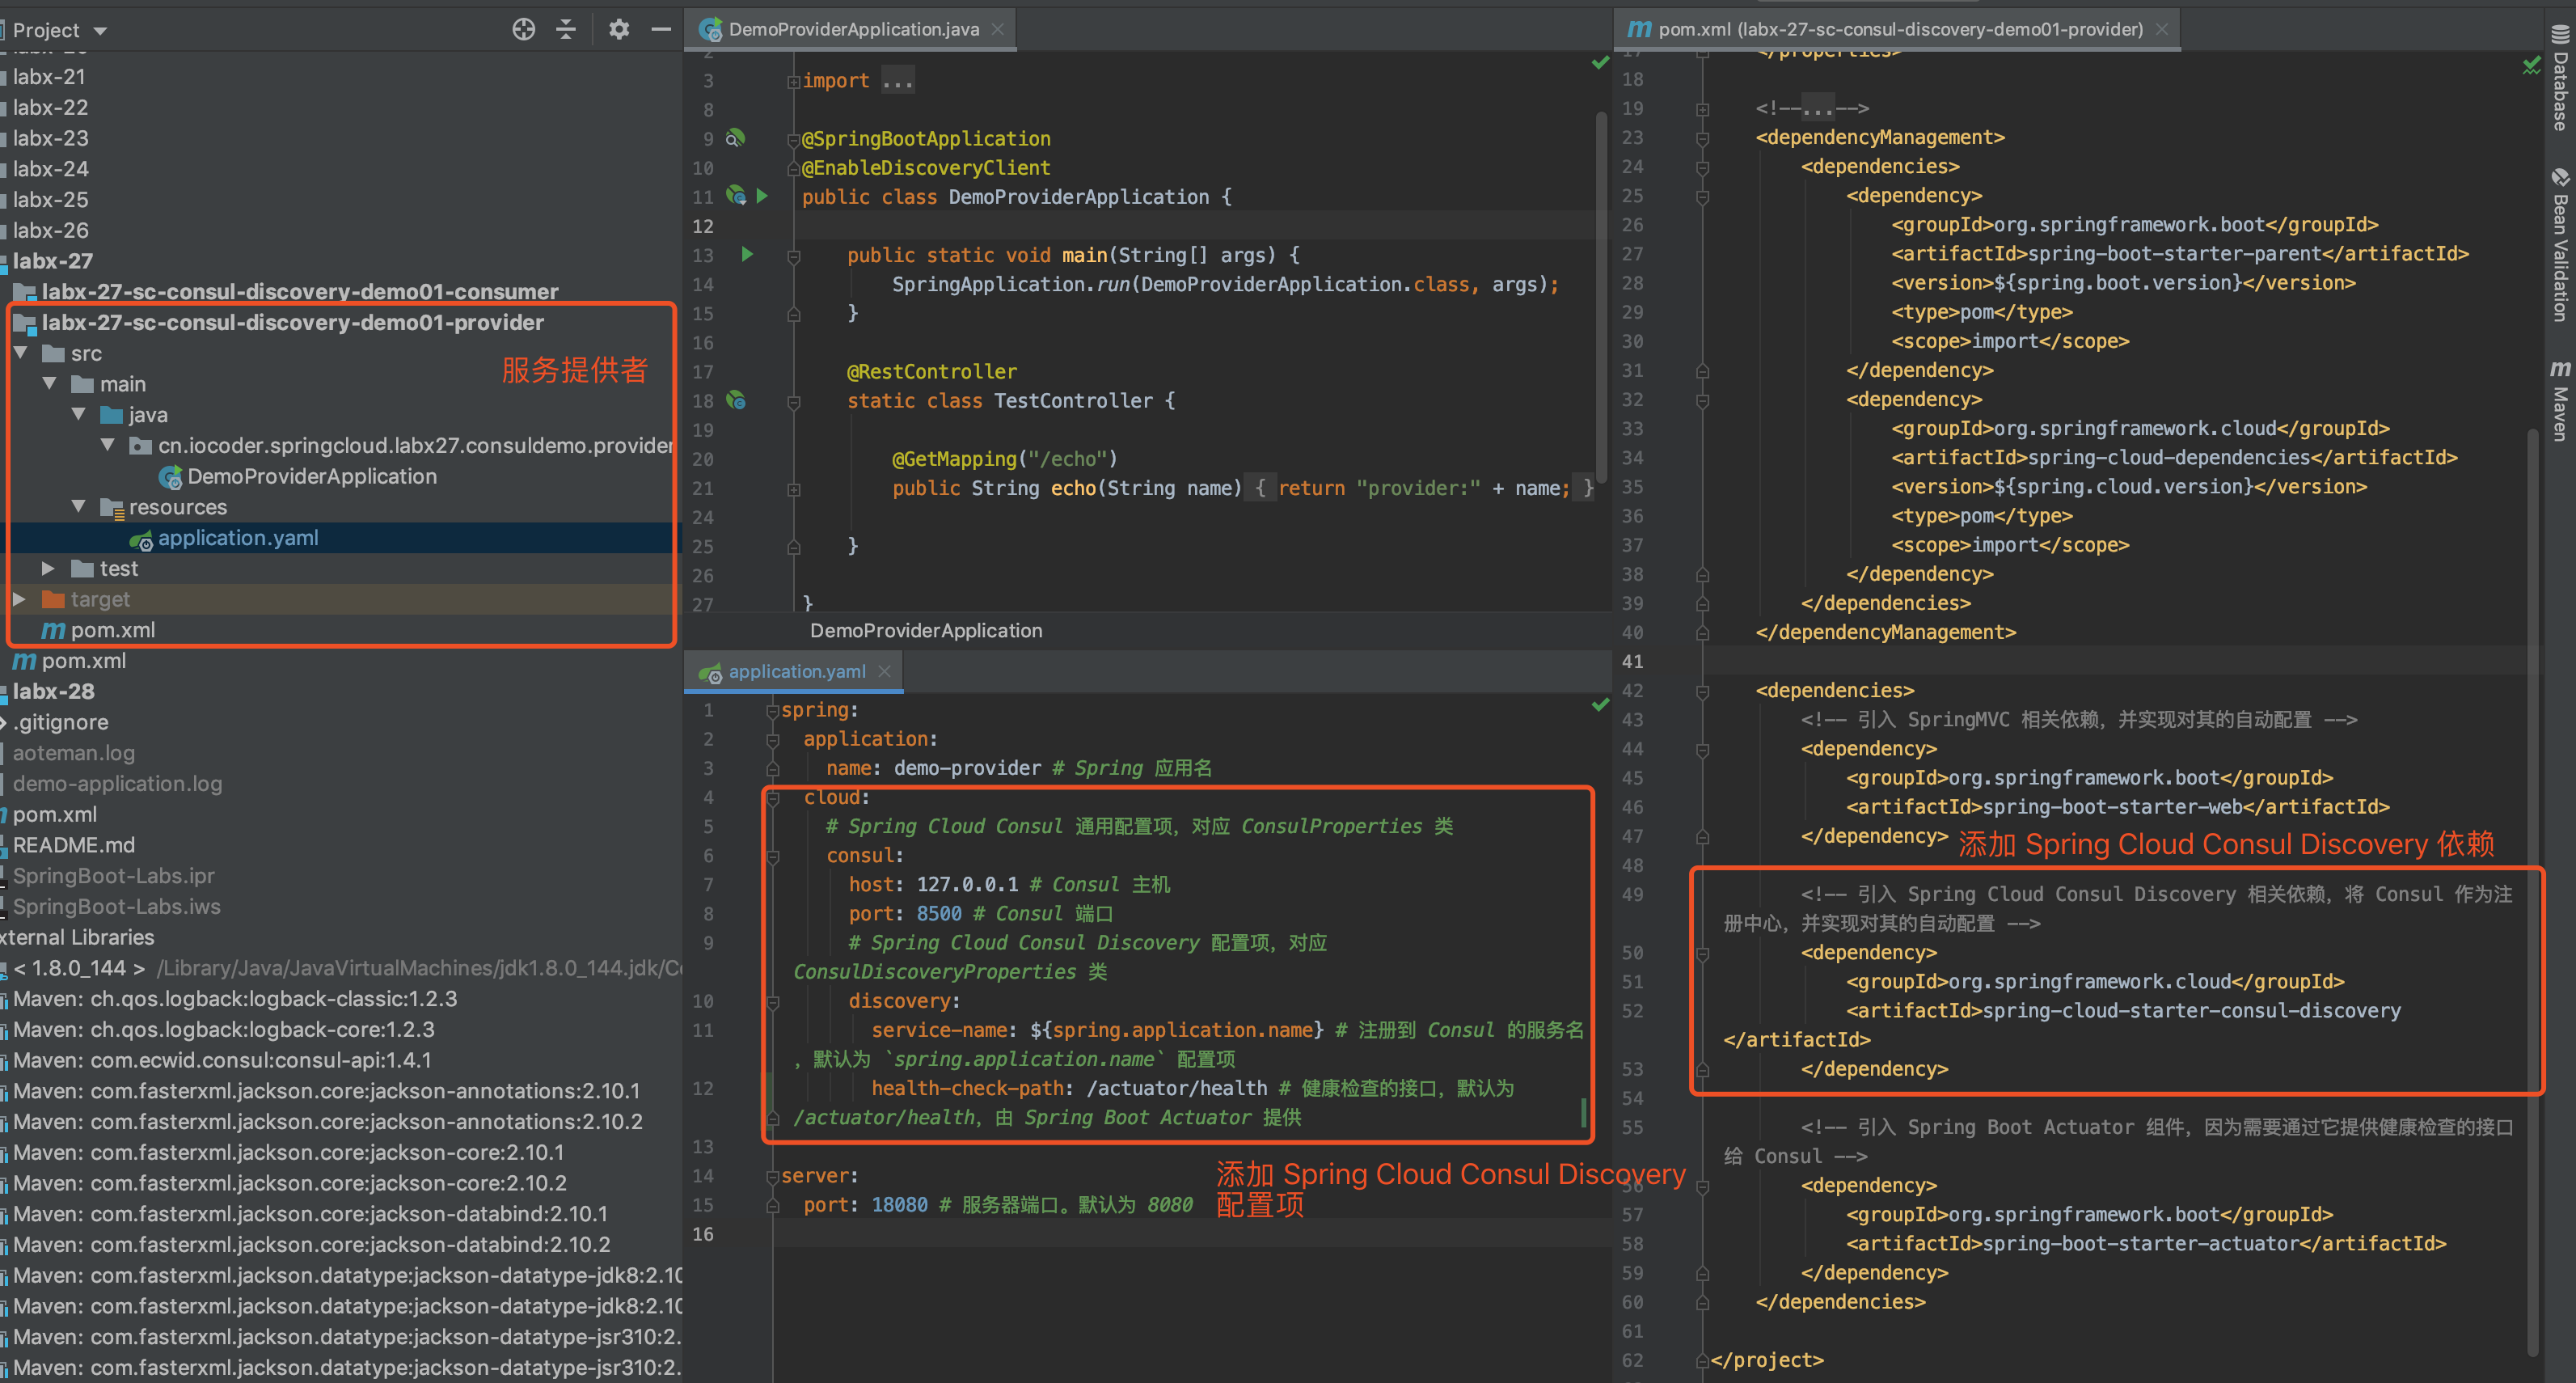 Project
labx-21
labx-22
labx-23
labx-24
labx-25
labx-26
labx-27
labx-27-sc-consul-discovery-demo01-consumer
labx-27-sc-consul-discovery-demo01-provider
src
服务提供者
main
java
cn.iocoder.springcloud.labx27.consuldemo.provider
DemoProviderApplication
resources
application.yaml
test
target
pom.xml
pom.xml
labx-28
.gitignore
aoteman.log
demo-application.log
pom.xml
README.md
SpringBoot-Labs.ipr
SpringBoot-Labs.iws
xternal Libraries
< 1.8.0_144 > /Library/Java/JavaVirtualMachines/jdk1.8.0_144.jdk/Co
Maven: ch.qos.logback:logback-classic:1.2.3
Maven: ch.qos.logback:logback-core:1.2.3
Maven: com.ecwid.consul:consul-api:1.4.1
Maven: com.fasterxml.jackson.core:jackson-annotations:2.10.1
Maven: com.fasterxml.jackson.core:jackson-annotations:2.10.2
Maven: com.fasterxml.jackson.core:jackson-core:2.10.1
Maven: com.fasterxml.jackson.core:jackson-core:2.10.2
Maven: com.fasterxml.jackson.core:jackson-databind:2.10.1
Maven: com.fasterxml.jackson.core:jackson-databind:2.10.2
Maven: com.fasterxml.jackson.datatype:jackson-datatype-jdk8:2.10
Maven: com.fasterxml.jackson.datatype:jackson-datatype-jdk8:2.10
Maven: com.fasterxml.jackson.datatype:jackson-datatype-jsr310:2.
Maven: com.fasterxml.jackson.datatype:jackson-datatype-jsr310:2.
DemoProviderApplication.java
2
3 import ...
8
9 @SpringBootApplication
10 @EnableDiscoveryClient
11 public class DemoProviderApplication {
12
13 public static void main(String[] args) {
14 SpringApplication.run(DemoProviderApplication.class, args);
15 }
16
17 @RestController
18 static class TestController {
19
20 @GetMapping("/echo")
21 public String echo(String name) { return "provider:" + name; }
24
25 }
26
27 }
DemoProviderApplication
application.yaml
1 spring:
2 application:
3 name: demo-provider # Spring 应用名
4 cloud:
5 # Spring Cloud Consul 通用配置项，对应 ConsulProperties 类
6 consul:
7 host: 127.0.0.1 # Consul 主机
8 port: 8500 # Consul 端口
9 # Spring Cloud Consul Discovery 配置项，对应
ConsulDiscoveryProperties 类
10 discovery:
11 service-name: ${spring.application.name} # 注册到 Consul 的服务名
，默认为 `spring.application.name` 配置项
12 health-check-path: /actuator/health # 健康检查的接口，默认为
/actuator/health，由 Spring Boot Actuator 提供
13
14 server:
15 port: 18080 # 服务器端口。默认为 8080
16
添加 Spring Cloud Consul Discovery
配置项
pom.xml (labx-27-sc-consul-discovery-demo01-provider)
17 </properties>
18
19 <!--...-->
23 <dependencyManagement>
24 <dependencies>
25 <dependency>
26 <groupId>org.springframework.boot</groupId>
27 <artifactId>spring-boot-starter-parent</artifactId>
28 <version>${spring.boot.version}</version>
29 <type>pom</type>
30 <scope>import</scope>
31 </dependency>
32 <dependency>
33 <groupId>org.springframework.cloud</groupId>
34 <artifactId>spring-cloud-dependencies</artifactId>
35 <version>${spring.cloud.version}</version>
36 <type>pom</type>
37 <scope>import</scope>
38 </dependency>
39 </dependencies>
40 </dependencyManagement>
41
42 <dependencies>
43 <!-- 引入 SpringMVC 相关依赖，并实现对其的自动配置 -->
44 <dependency>
45 <groupId>org.springframework.boot</groupId>
46 <artifactId>spring-boot-starter-web</artifactId>
47 </dependency>
添加 Spring Cloud Consul Discovery 依赖
48
49 <!-- 引入 Spring Cloud Consul Discovery 相关依赖，将 Consul 作为注
册中心，并实现对其的自动配置 -->
50 <dependency>
51 <groupId>org.springframework.cloud</groupId>
52 <artifactId>spring-cloud-starter-consul-discovery
</artifactId>
53 </dependency>
54
55 <!-- 引入 Spring Boot Actuator 组件，因为需要通过它提供健康检查的接口
给 Consul -->
56 <dependency>
57 <groupId>org.springframework.boot</groupId>
58 <artifactId>spring-boot-starter-actuator</artifactId>
59 </dependency>
60 </dependencies>
61
62 </project>
Database
Bean Validation
Maven